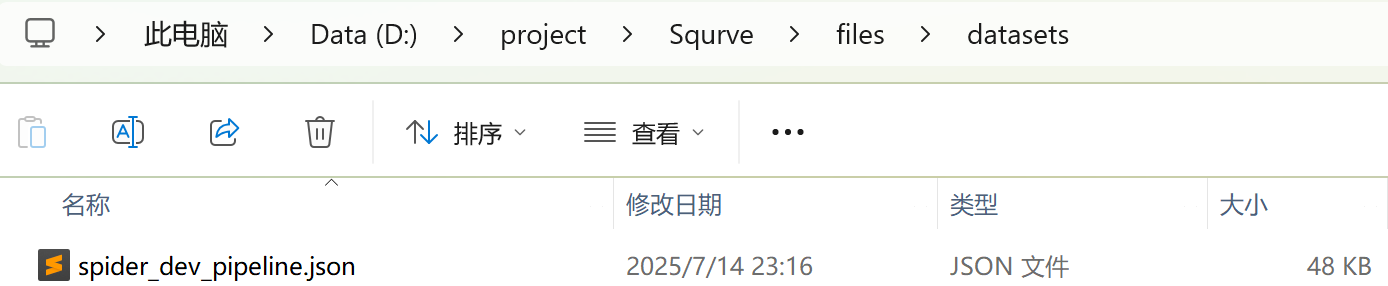 此电脑 > Data (D:) > project > Squrve > files > datasets
A 排序 查看 •••
名称 修改日期 类型 大小
spider_dev_pipeline.json 2025/7/14 23:16 JSON 文件 48 KB